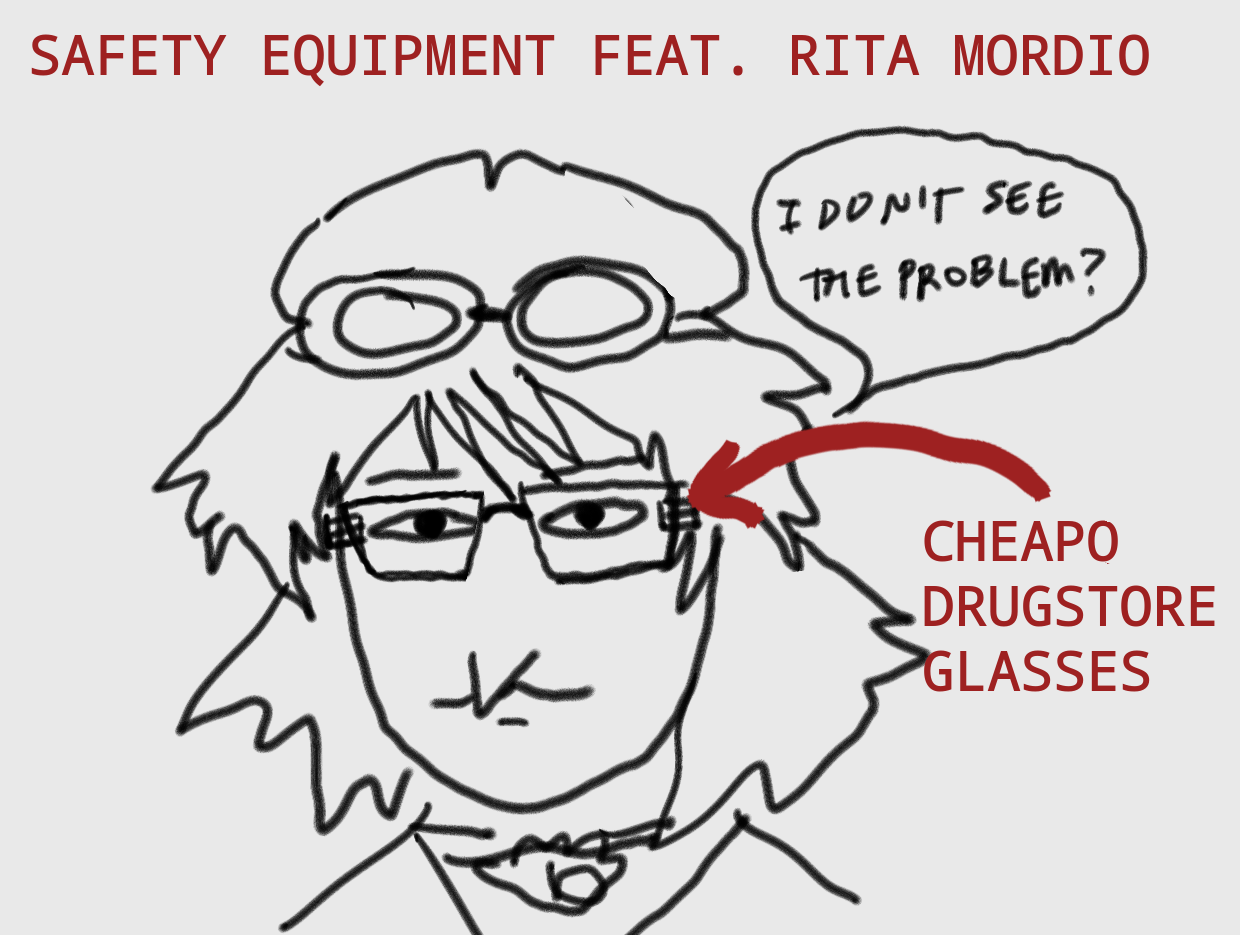 SAFETY EQUIPMENT FEAT. RITA MORDIO
I DON'T SEE
THE PROBLEM?
CHEAPO
DRUGSTORE
GLASSES